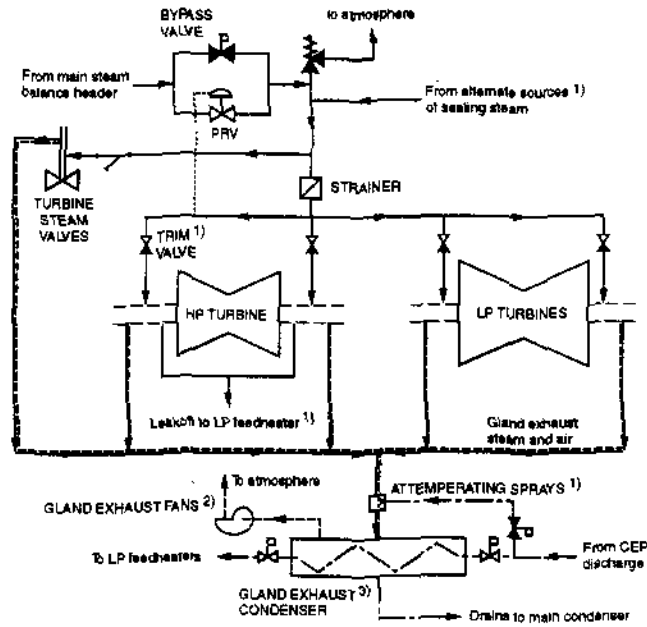 BYPASS
VALVE
to atmosphere
From main steam
balance header
From alternate sources 1)
of sealing steam
PRV
STRAINER
TURBINE
STEAM
VALVES
TRIM 1)
VALVE
HP TURBINE
LP TURBINES
Leakoff to LP feedheater 1)
Gland exhaust
steam and air
To atmosphere
GLAND EXHAUST FANS 2)
ATTEMPERATING SPRAYS 1)
To LP feedheaters
From CEP
discharge
GLAND EXHAUST 3)
CONDENSER
Drains to main condenser